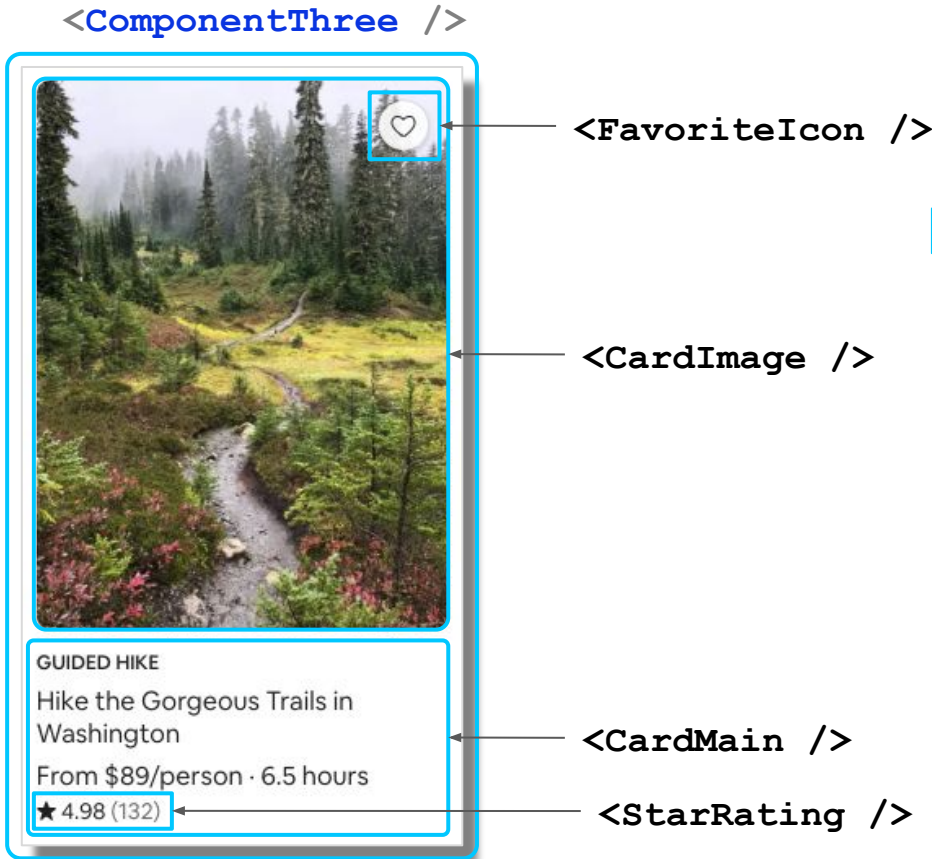 <ComponentThree />
<FavoriteIcon />
<CardImage />
GUIDED HIKE
Hike the Gorgeous Trails in
Washington
<CardMain />
From $89/person · 6.5 hours
★ 4.98 (132)
<StarRating />